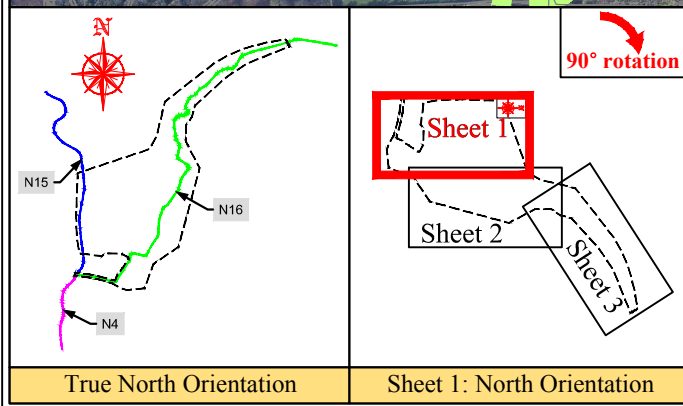 N
N15
N16
N4
True North Orientation
90° rotation
Sheet 1
Sheet 2
Sheet 3
Sheet 1: North Orientation